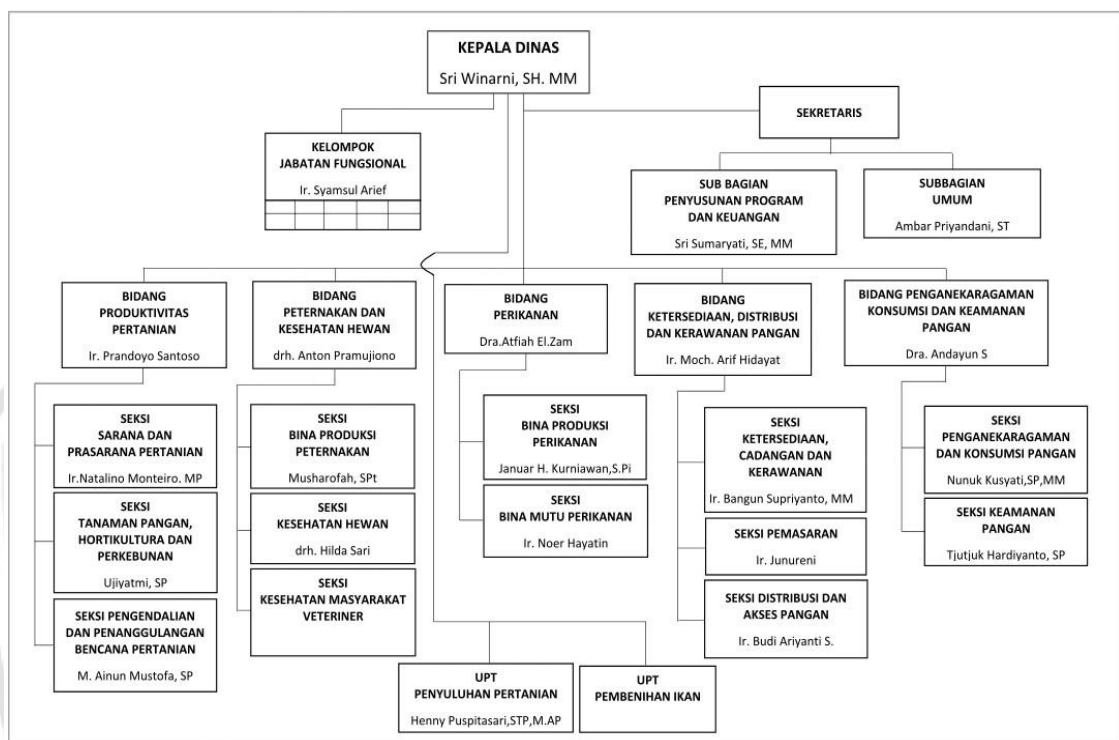 KEPALA DINAS
Sri Winarni, SH. MM
SEKRETARIS
KELOMPOK
JABATAN FUNGSIONAL
Ir. Syamsul Arief
SUB BAGIAN
PENYUSUNAN PROGRAM
DAN KEUANGAN
Sri Sumaryati, SE, MM
SUBBAGIAN
UMUM
Ambar Priyandani, ST
BIDANG
PRODUKTIVITAS
PERTANIAN
Ir. Prandoyo Santoso
BIDANG
PETERNAKAN DAN
KESEHATAN HEWAN
drh. Anton Pramujiono
BIDANG
PERIKANAN
Dra.Atfiah El.Zam
BIDANG
KETERSEDIAAN, DISTRIBUSI
DAN KERAWANAN PANGAN
Ir. Moch. Arif Hidayat
BIDANG PENGANEKARAGAMAN
KONSUMSI DAN KEAMANAN
PANGAN
Dra. Andayun S
SEKSI
SARANA DAN
PRASARANA PERTANIAN
Ir.Natalino Monteiro. MP
SEKSI
TANAMAN PANGAN,
HORTIKULTURA DAN
PERKEBUNAN
Ujiyatmi, SP
SEKSI PENGENDALIAN
DAN PENANGGULANGAN
BENCANA PERTANIAN
M. Ainun Mustofa, SP
SEKSI
BINA PRODUKSI
PETERNAKAN
Musharofah, SPt
SEKSI
KESEHATAN HEWAN
drh. Hilda Sari
SEKSI
KESEHATAN MASYARAKAT
VETERINER
SEKSI
BINA PRODUKSI
PERIKANAN
Januar H. Kurniawan,S.Pi
SEKSI
BINA MUTU PERIKANAN
Ir. Noer Hayatin
SEKSI
KETERSEDIAAN,
CADANGAN DAN
KERAWANAN
Ir. Bangun Supriyanto, MM
SEKSI PEMASARAN
Ir. Junureni
SEKSI DISTRIBUSI DAN
AKSES PANGAN
Ir. Budi Ariyanti S.
SEKSI
PENGANEKARAGAMAN
DAN KONSUMSI PANGAN
Nunuk Kusyati,SP,MM
SEKSI KEAMANAN
PANGAN
Tjutjuk Hardiyanto, SP
UPT
PENYULUHAN PERTANIAN
Henny Puspitasari,STP,M.AP
UPT
PEMBENIHAN IKAN